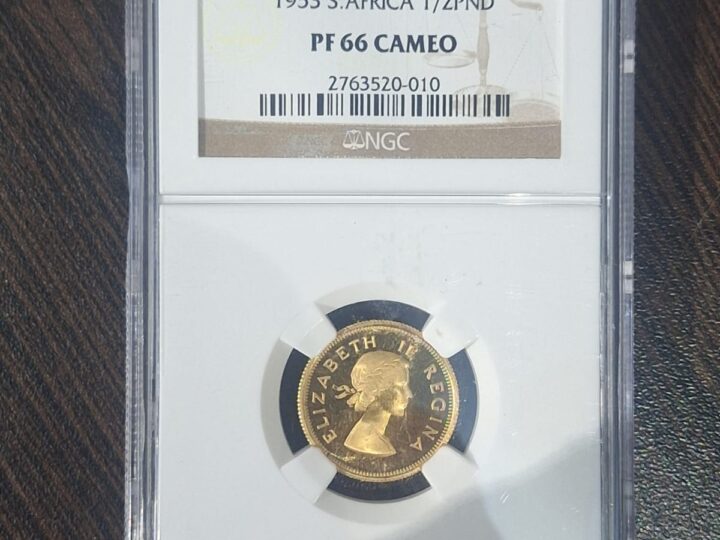 1953 S.AFRICA 1/2PND
PF 66 CAMEO
2763520-010
NGC
ELIZABETH II REGINA